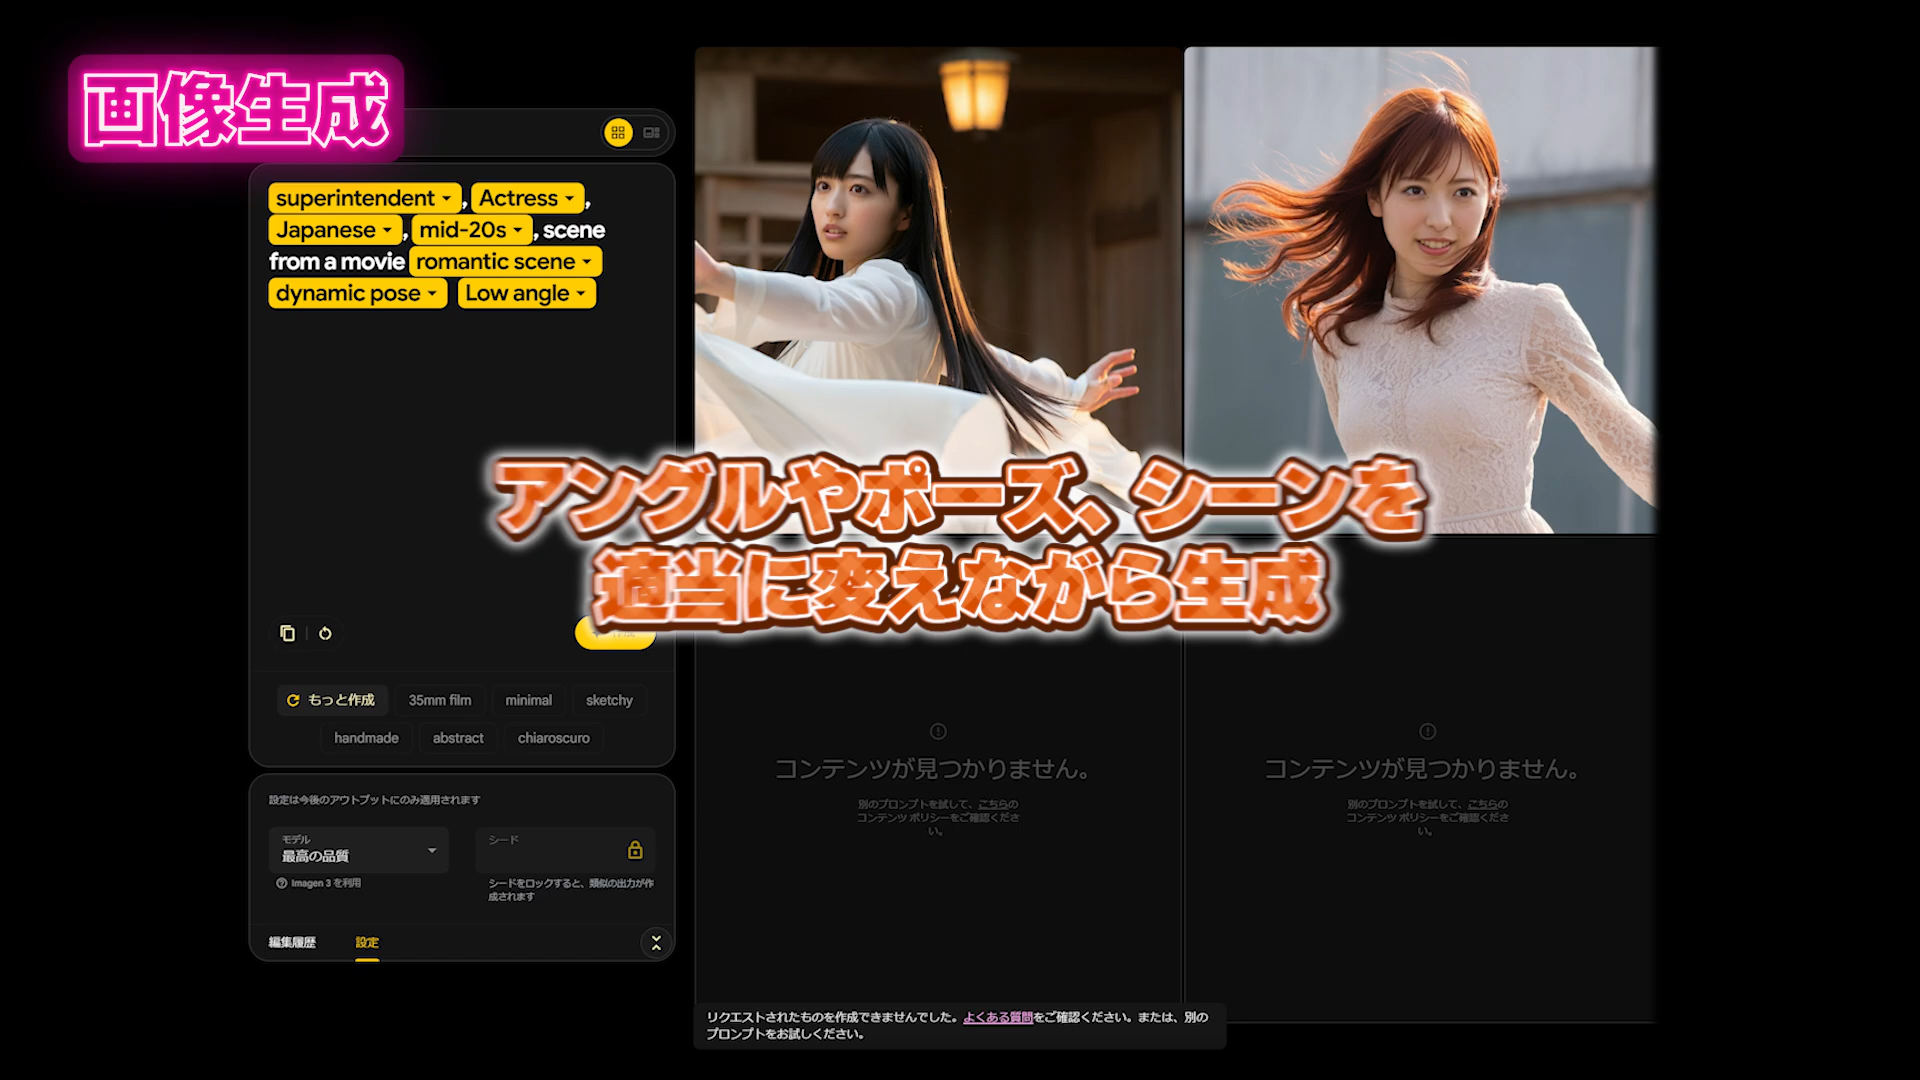 画像生成
superintendent, Actress,
Japanese, mid-20s, scene
from a movie romantic scene
dynamic pose Low angle
アングルやポーズ、シーンを
適当に変えながら生成
もっと作成 35mm film minimal sketchy
handmade abstract chiaroscuro
設定は今後のアウトプットにのみ適用されます
モデル
最高の品質
Imagen 3 を利用
シード
シードをロックすると、類似の出力が作
成されます
編集履歴 設定
コンテンツが見つかりません。
別のプロンプトを試して、こちらの
コンテンツ ポリシーをご確認くださ
い。
コンテンツが見つかりません。
別のプロンプトを試して、こちらの
コンテンツ ポリシーをご確認くださ
い。
リクエストされたものを作成できませんでした。よくある質問をご確認ください。または、別の
プロンプトをお試しください。